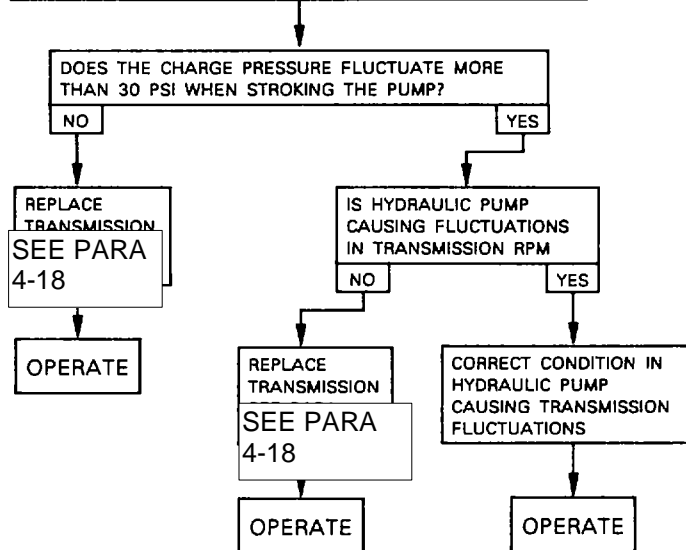 DOES THE CHARGE PRESSURE FLUCTUATE MORE
THAN 30 PSI WHEN STROKING THE PUMP?
NO
YES
REPLACE
TRANSMISSION
SEE PARA
4-18
OPERATE
IS HYDRAULIC PUMP
CAUSING FLUCTUATIONS
IN TRANSMISSION RPM
NO
YES
REPLACE
TRANSMISSION
SEE PARA
4-18
OPERATE
CORRECT CONDITION IN
HYDRAULIC PUMP
CAUSING TRANSMISSION
FLUCTUATIONS
OPERATE